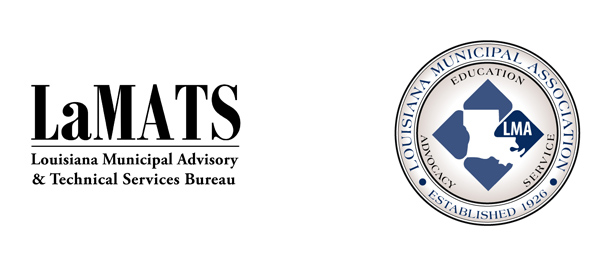 LaMATS
Louisiana Municipal Advisory
& Technical Services Bureau
LOUISIANA MUNICIPAL ASSOCIATION
EDUCATION
LMA
ADVOCACY
SERVICE
• ESTABLISHED 1926 •